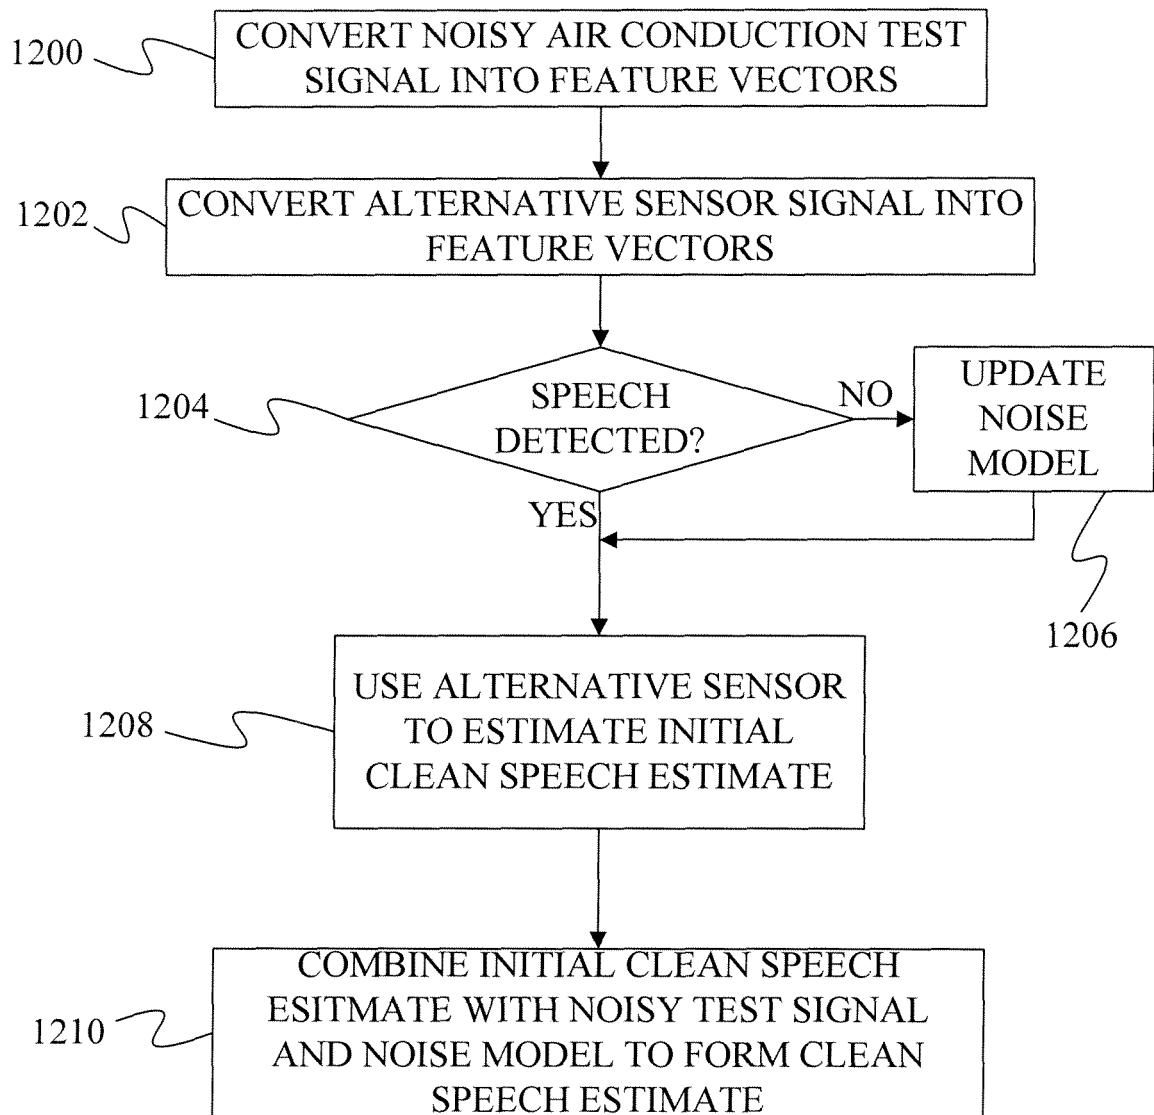 1200
CONVERT NOISY AIR CONDUCTION TEST
SIGNAL INTO FEATURE VECTORS
1202
CONVERT ALTERNATIVE SENSOR SIGNAL INTO
FEATURE VECTORS
1204
SPEECH
DETECTED?
NO
UPDATE
NOISE
MODEL
YES
1206
1208
USE ALTERNATIVE SENSOR
TO ESTIMATE INITIAL
CLEAN SPEECH ESTIMATE
1210
COMBINE INITIAL CLEAN SPEECH
ESITMATE WITH NOISY TEST SIGNAL
AND NOISE MODEL TO FORM CLEAN
SPEECH ESTIMATE